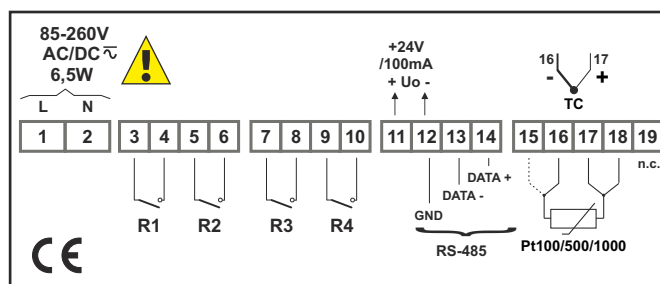 85-260V
AC/DC
6,5W
L N
+24V
/100mA
+ Uo -
16 17
- +
TC
1 2 3 4 5 6 7 8 9 10 11 12 13 14 15 16 17 18 19
n.c.
DATA +
DATA -
GND
R1 R2 R3 R4
RS-485
Pt100/500/1000
CE